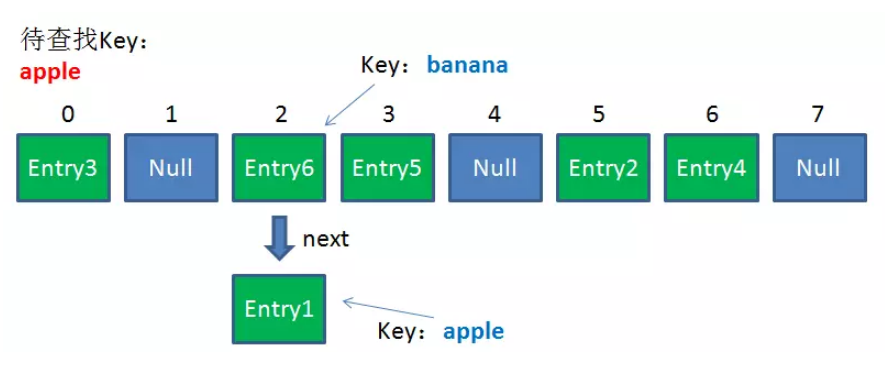 待查找Key：
apple
Key：banana
0 1 2 3 4 5 6 7
Entry3 Null Entry6 Entry5 Null Entry2 Entry4 Null
next
Entry1
Key：apple